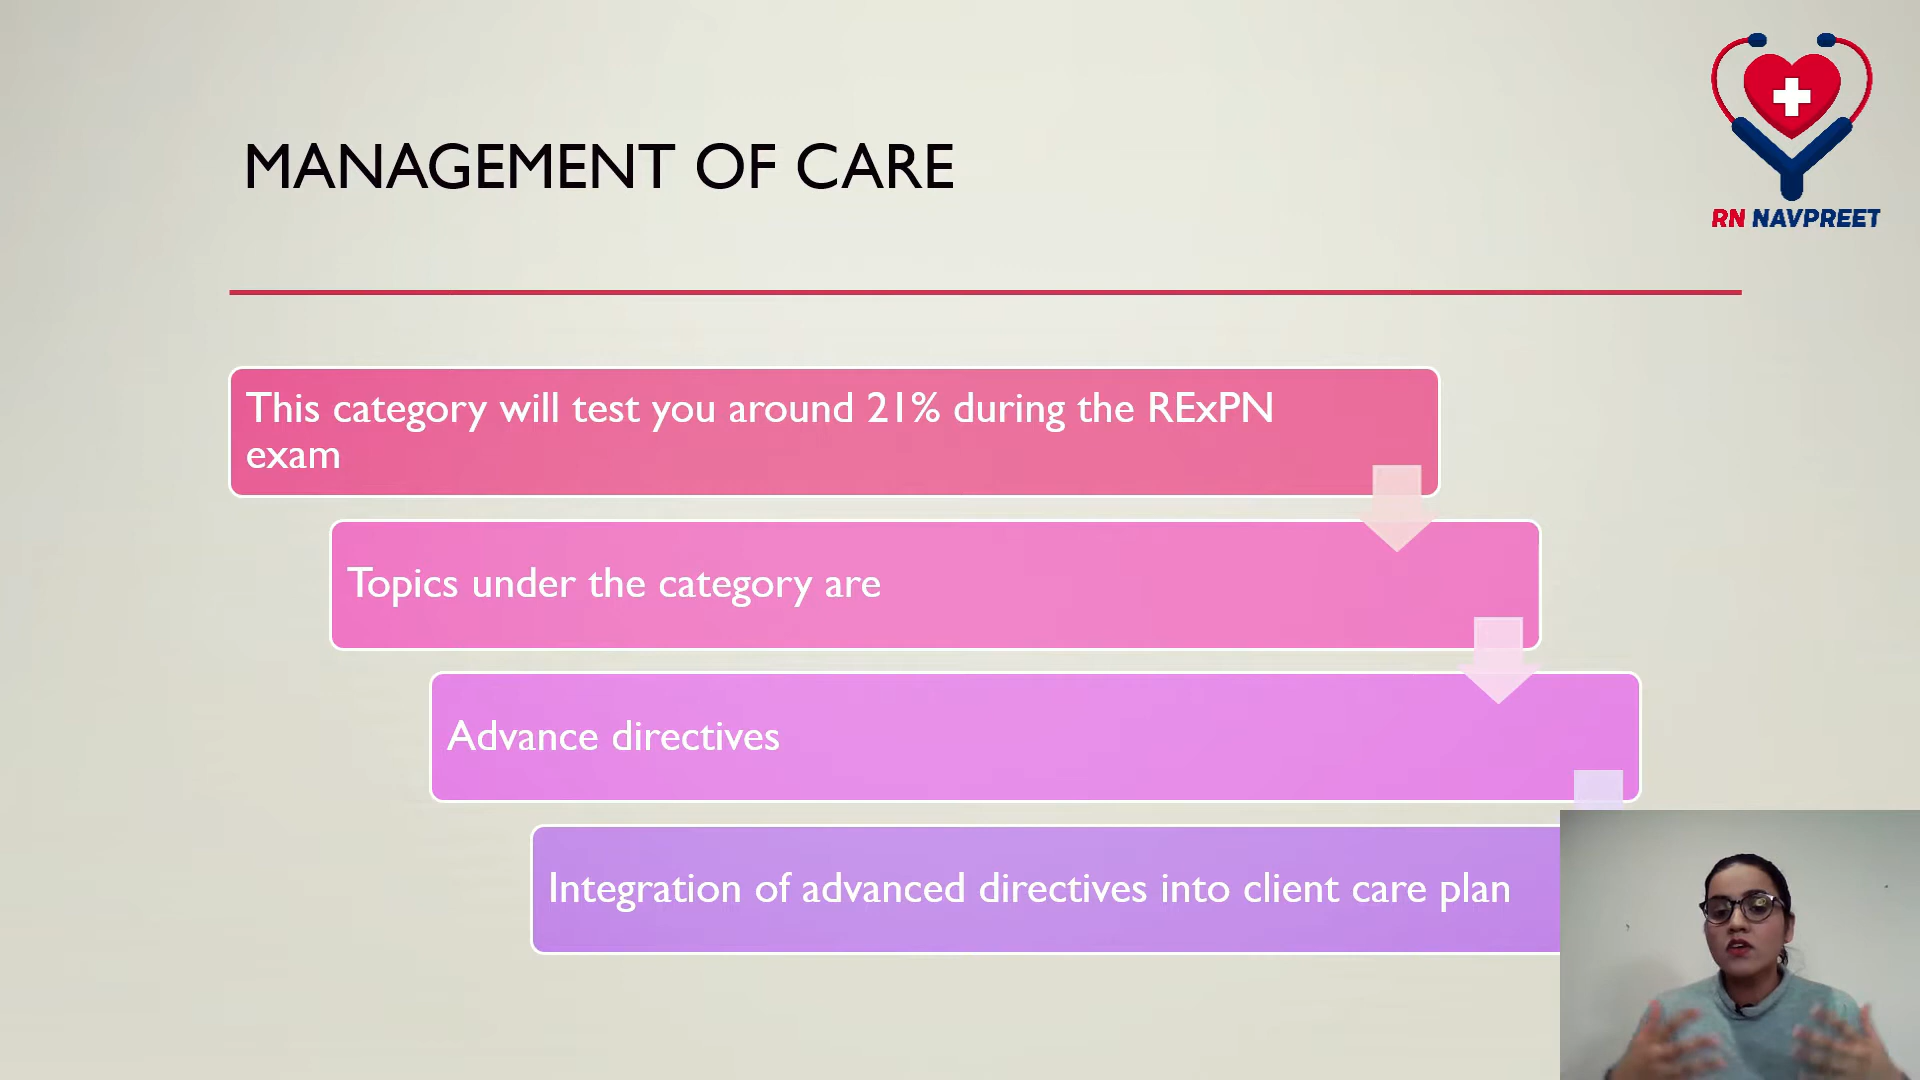 MANAGEMENT OF CARE
RN NAVPREET
This category will test you around 21% during the RExPN
exam
Topics under the category are
Advance directives
Integration of advanced directives into client care plan